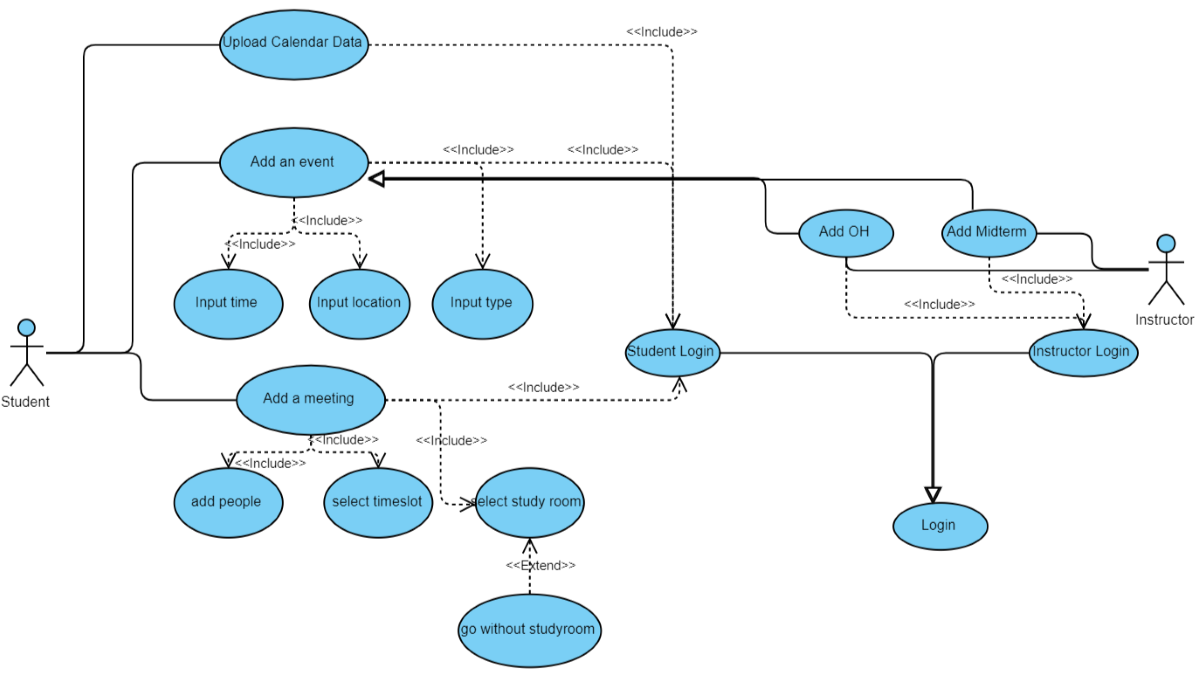 <<Include>>
Upload Calendar Data
<<Include>>
<<Include>>
Add an event
<<Include>>
<<Include>>
Add OH
Add Midterm
<<Include>>
Input time
Input location
Input type
<<Include>>
Instructor
Student Login
Instructor Login
<<Include>>
Student
Add a meeting
<<Include>>
<<Include>>
<<Include>>
add people
select timeslot
select study room
Login
<<Extend>>
go without studyroom